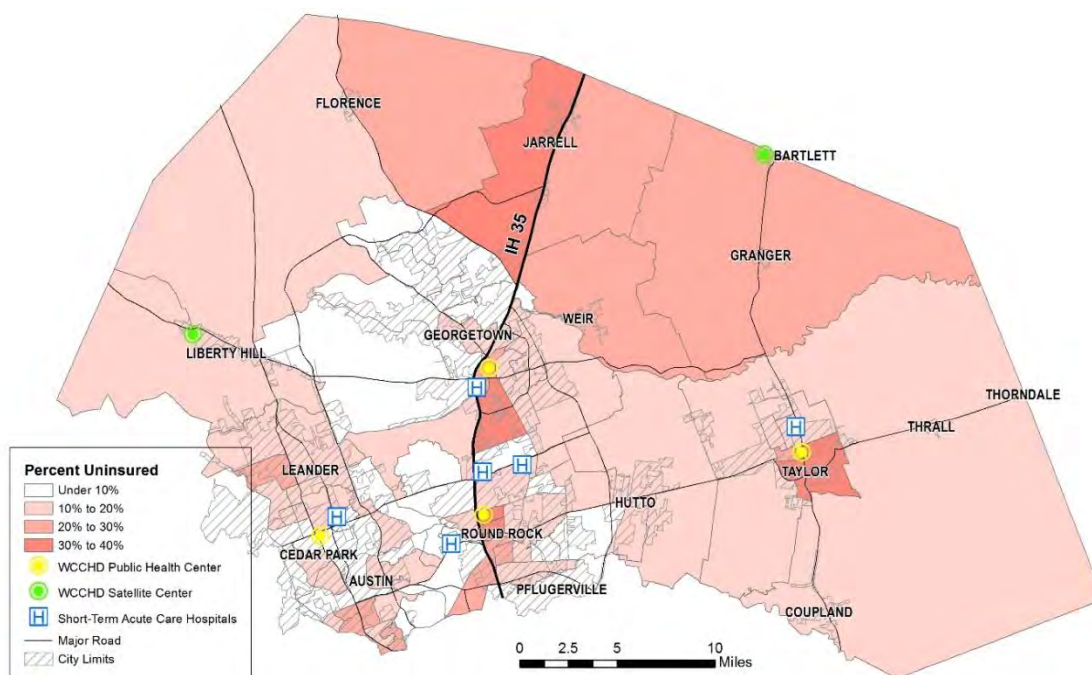 FLORENCE
JARRELL
BARTLETT
IH 35
GRANGER
WEIR
GEORGETOWN
LIBERTY HILL
H
THORNDALE
THRALL
H
TAYLOR
LEANDER
H
H
HUTTO
H
ROUND ROCK
H
CEDAR PARK
AUSTIN
PFLUGERVILLE
COUPLAND
Percent Uninsured
Under 10%
10% to 20%
20% to 30%
30% to 40%
WCCHD Public Health Center
WCCHD Satellite Center
H Short-Term Acute Care Hospitals
Major Road
City Limits
0 2.5 5 10
Miles